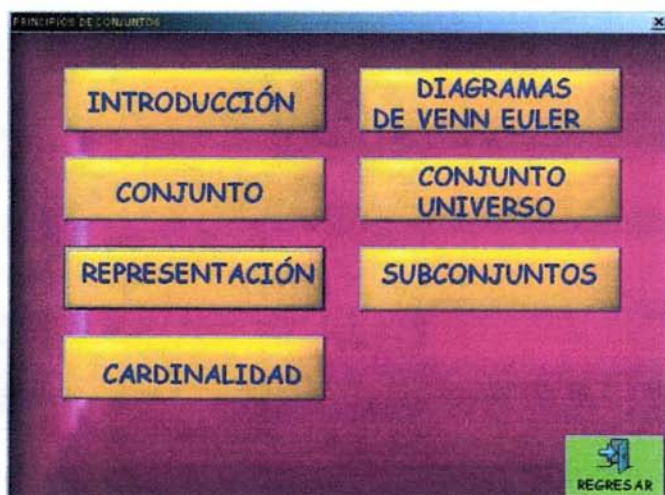 PRINCIPIOS DE CONJUNTOS
INTRODUCCIÓN
CONJUNTO
REPRESENTACIÓN
CARDINALIDAD
DIAGRAMAS
DE VENN EULER
CONJUNTO
UNIVERSO
SUBCONJUNTOS
REGRESAR